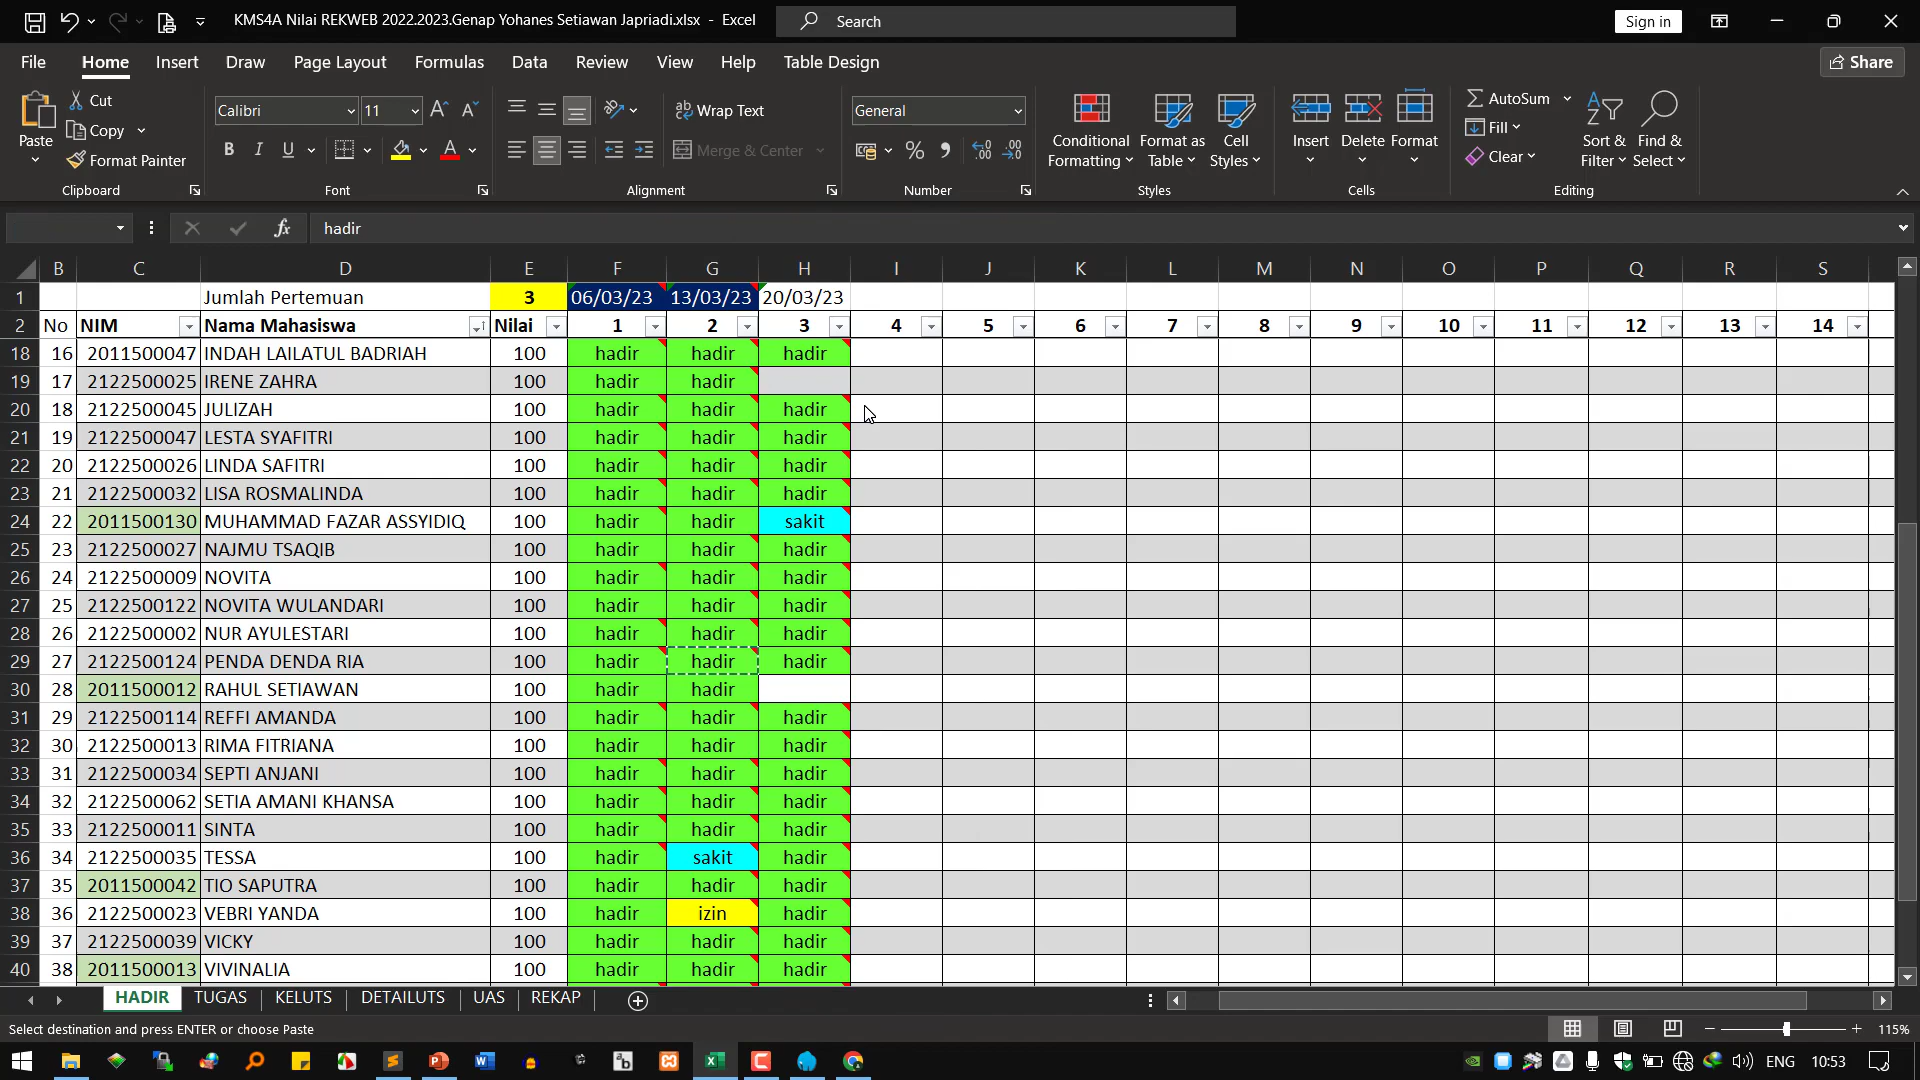 KMS4A Nilai REKWEB 2022.2023.Genap Yohanes Setiawan Japriadi.xlsx - Excel
Search
Sign in
File Home Insert Draw Page Layout Formulas Data Review View Help Table Design
Share
Paste
Cut
Copy
Format Painter
Clipboard
Calibri 11
B I U
Font
Wrap Text
Merge & Center
Alignment
General
Number
Conditional Formatting
Format as Table
Cell Styles
Styles
Insert Delete Format
Cells
AutoSum
Fill
Clear
Sort & Filter
Find & Select
Editing
fx hadir
B C D E F G H I J K L M N O P Q R S
1 Jumlah Pertemuan 3 06/03/23 13/03/23 20/03/23
2 No NIM Nama Mahasiswa Nilai 1 2 3 4 5 6 7 8 9 10 11 12 13 14
18 16 2011500047 INDAH LAILATUL BADRIAH 100 hadir hadir hadir
19 17 2122500025 IRENE ZAHRA 100 hadir hadir
20 18 2122500045 JULIZAH 100 hadir hadir hadir
21 19 2122500047 LESTA SYAFITRI 100 hadir hadir hadir
22 20 2122500026 LINDA SAFITRI 100 hadir hadir hadir
23 21 2122500032 LISA ROSMALINDA 100 hadir hadir hadir
24 22 2011500130 MUHAMMAD FAZAR ASSYIDIQ 100 hadir hadir sakit
25 23 2122500027 NAJMU TSAQIB 100 hadir hadir hadir
26 24 2122500009 NOVITA 100 hadir hadir hadir
27 25 2122500122 NOVITA WULANDARI 100 hadir hadir hadir
28 26 2122500002 NUR AYULESTARI 100 hadir hadir hadir
29 27 2122500124 PENDA DENDA RIA 100 hadir hadir hadir
30 28 2011500012 RAHUL SETIAWAN 100 hadir hadir
31 29 2122500114 REFFI AMANDA 100 hadir hadir hadir
32 30 2122500013 RIMA FITRIANA 100 hadir hadir hadir
33 31 2122500034 SEPTI ANJANI 100 hadir hadir hadir
34 32 2122500062 SETIA AMANI KHANSA 100 hadir hadir hadir
35 33 2122500011 SINTA 100 hadir hadir hadir
36 34 2122500035 TESSA 100 hadir sakit hadir
37 35 2011500042 TIO SAPUTRA 100 hadir hadir hadir
38 36 2122500023 VEBRI YANDA 100 hadir izin hadir
39 37 2122500039 VICKY 100 hadir hadir hadir
40 38 2011500013 VIVINALIA 100 hadir hadir hadir
HADIR TUGAS KELUTS DETAILUTS UAS REKAP
Select destination and press ENTER or choose Paste
115%
ENG 10:53